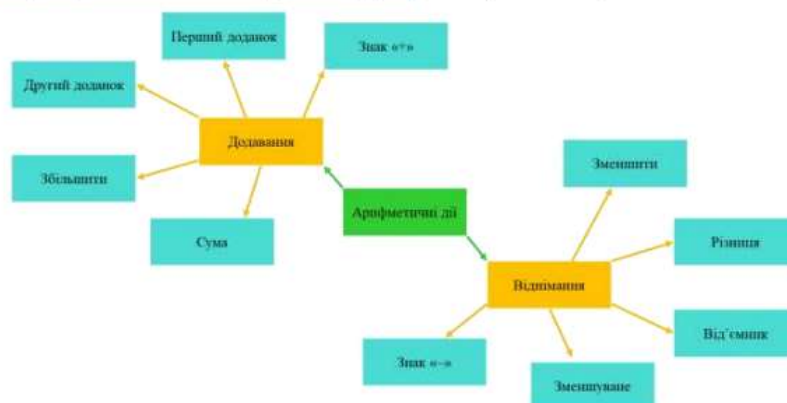 Перший доданок
Знак «+»
Другий доданок
Додавання
Збільшити
Сума
Арифметичні дії
Зменшити
Різниця
Віднімання
Від´ємник
Знак «–»
Зменшуване